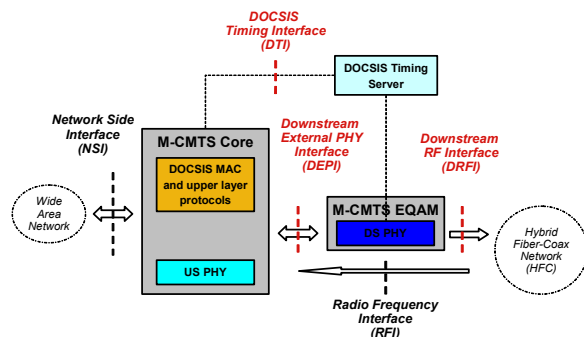 DOCSIS
Timing Interface
(DTI)
DOCSIS Timing
Server
Network Side
Interface
(NSI)
M-CMTS Core
Downstream
External PHY
Interface
(DEPI)
Downstream
RF Interface
(DRFI)
DOCSIS MAC
and upper layer
protocols
Wide
Area
Network
M-CMTS EQAM
DS PHY
Hybrid
Fiber-Coax
Network
(HFC)
US PHY
Radio Frequency
Interface
(RFI)